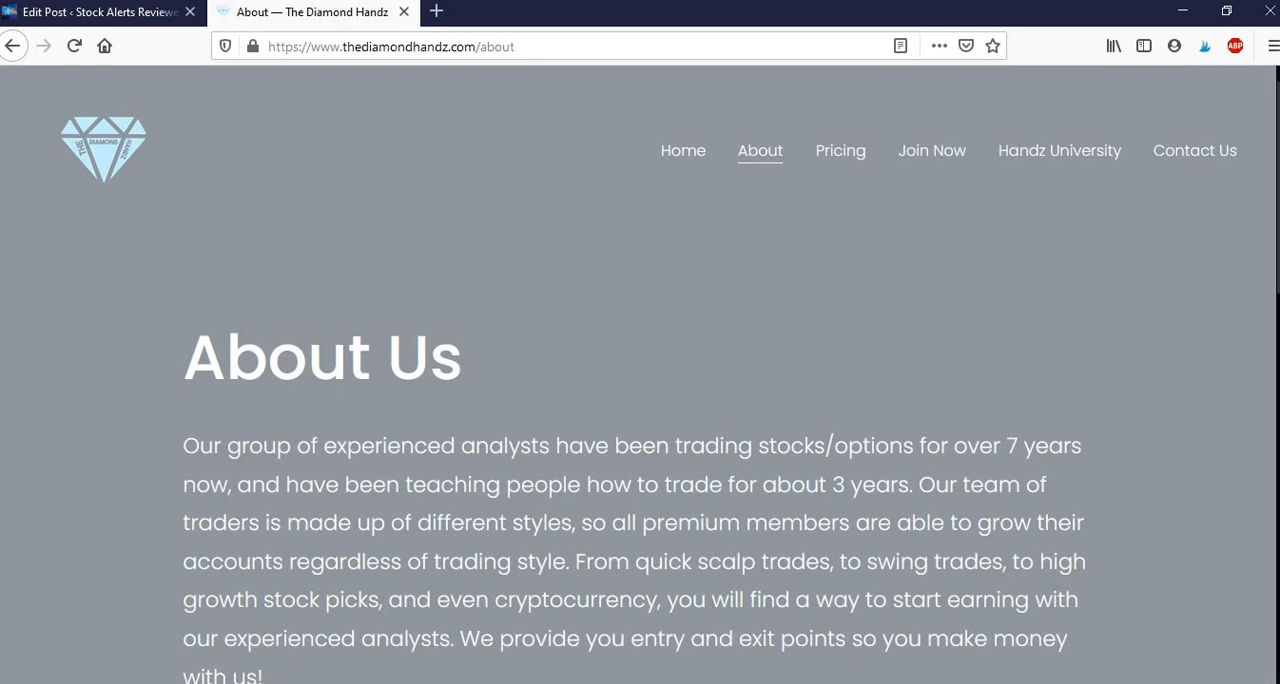 Edit Post ‹ Stock Alerts Reviewe
About — The Diamond Handz
https://www.thediamondhandz.com/about
ABP
THE DIAMOND HANDZ
Home About Pricing Join Now Handz University Contact Us
About Us
Our group of experienced analysts have been trading stocks/options for over 7 years
now, and have been teaching people how to trade for about 3 years. Our team of
traders is made up of different styles, so all premium members are able to grow their
accounts regardless of trading style. From quick scalp trades, to swing trades, to high
growth stock picks, and even cryptocurrency, you will find a way to start earning with
our experienced analysts. We provide you entry and exit points so you make money
with us!